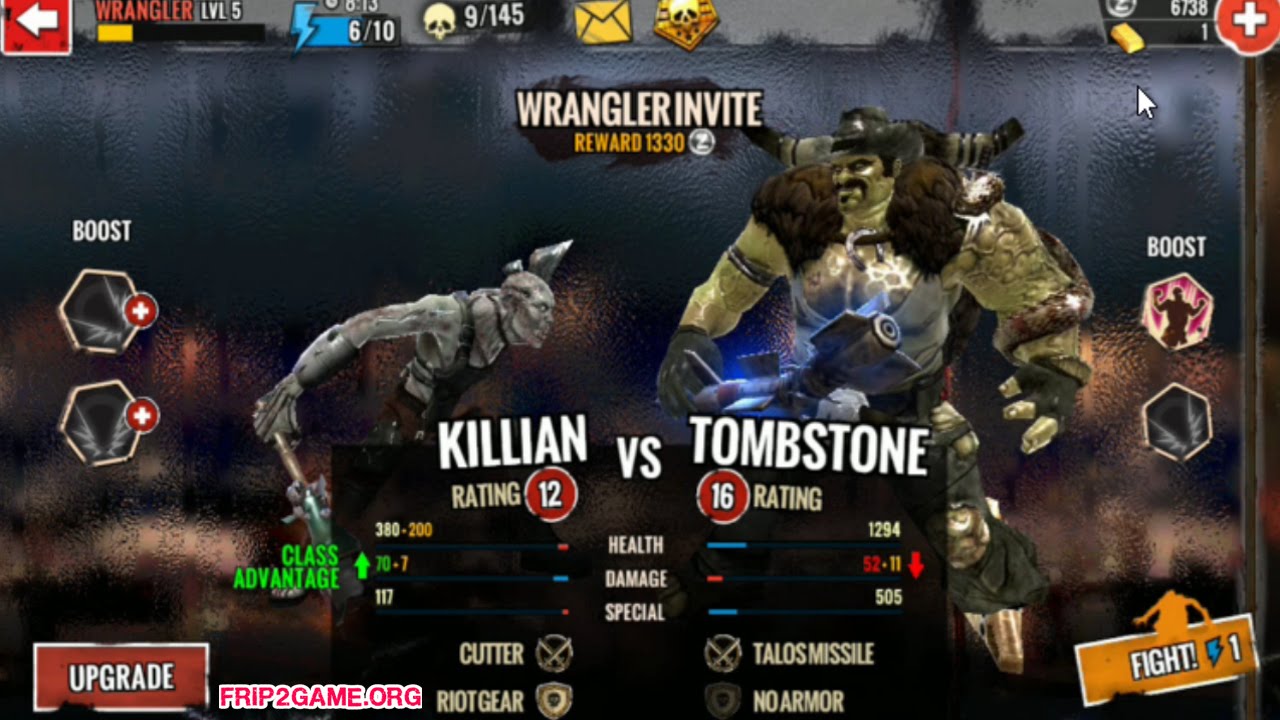 WRANGLER LVL 5
8:13
6/10
9/145
6738
1
WRANGLER INVITE
REWARD 1330 Z
BOOST
BOOST
KILLIAN VS TOMBSTONE
RATING 12
16 RATING
380+200 HEALTH 1294
CLASS ADVANTAGE
70+7 DAMAGE 52+11
117 SPECIAL 505
CUTTER
TALOS MISSILE
RIOT GEAR
NO ARMOR
UPGRADE
FRIP2GAME.ORG
FIGHT! 1